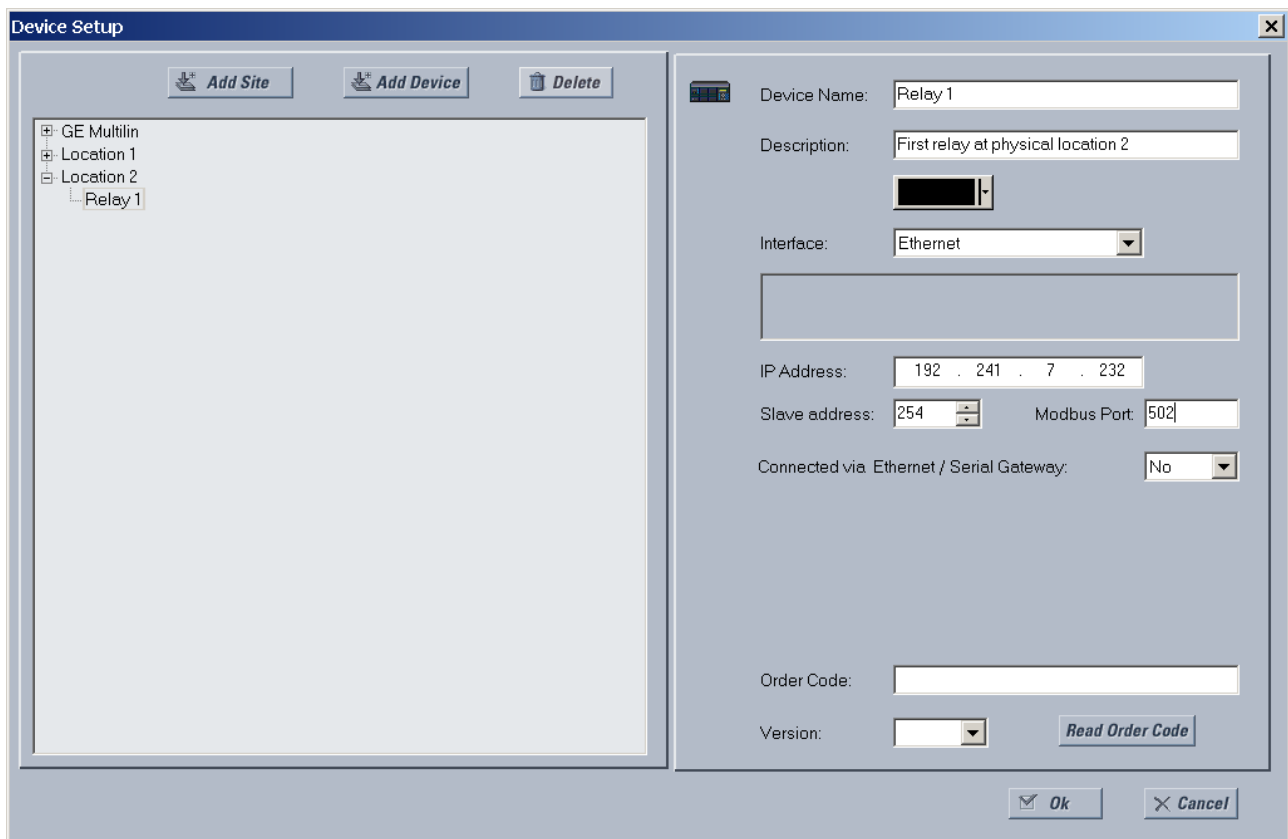 Device Setup
Add Site Add Device Delete
GE Multilin
Location 1
Location 2
Relay 1
Device Name: Relay 1
Description: First relay at physical location 2
Interface: Ethernet
IP Address: 192 . 241 . 7 . 232
Slave address: 254 Modbus Port: 502
Connected via Ethernet / Serial Gateway: No
Order Code:
Version: Read Order Code
Ok Cancel